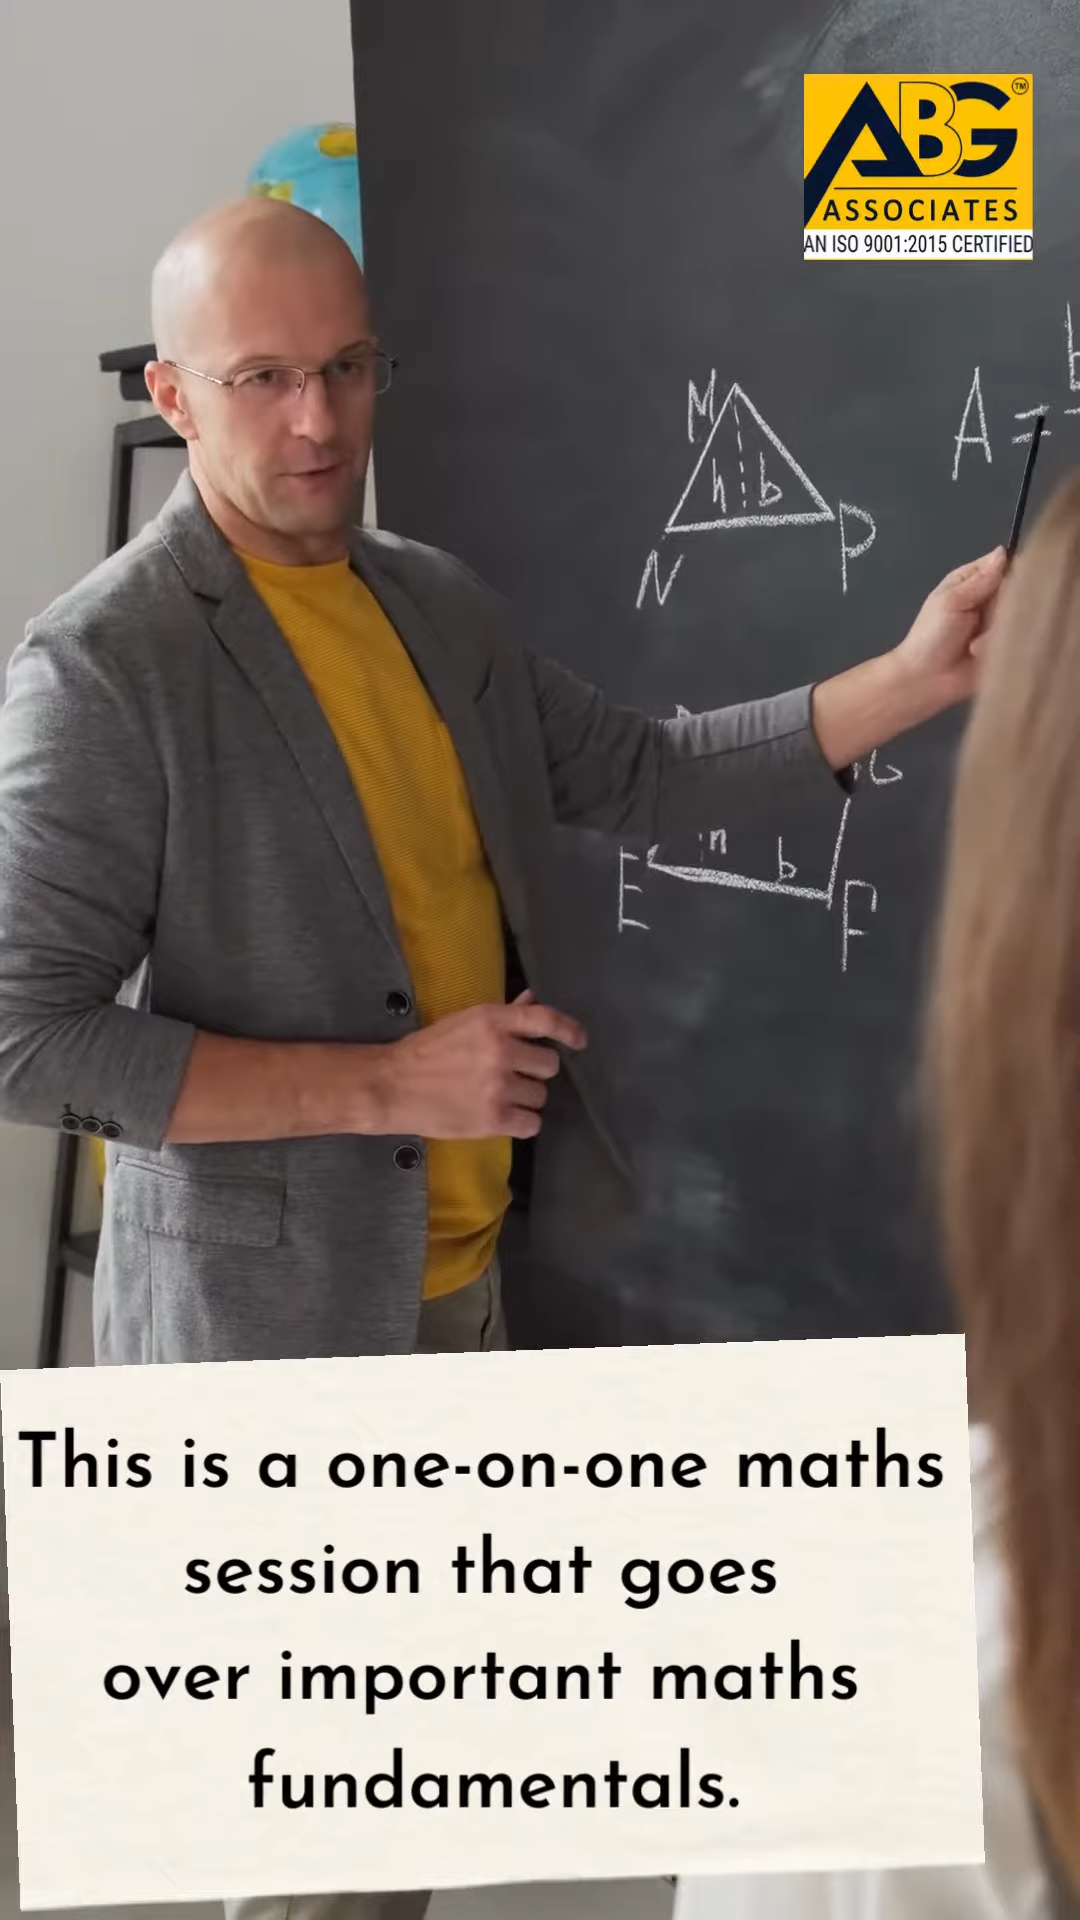 ABG
TM
ASSOCIATES
AN ISO 9001:2015 CERTIFIED
M
h b
N
P
A = b
G
n b
E
F
This is a one-on-one maths
session that goes
over important maths
fundamentals.